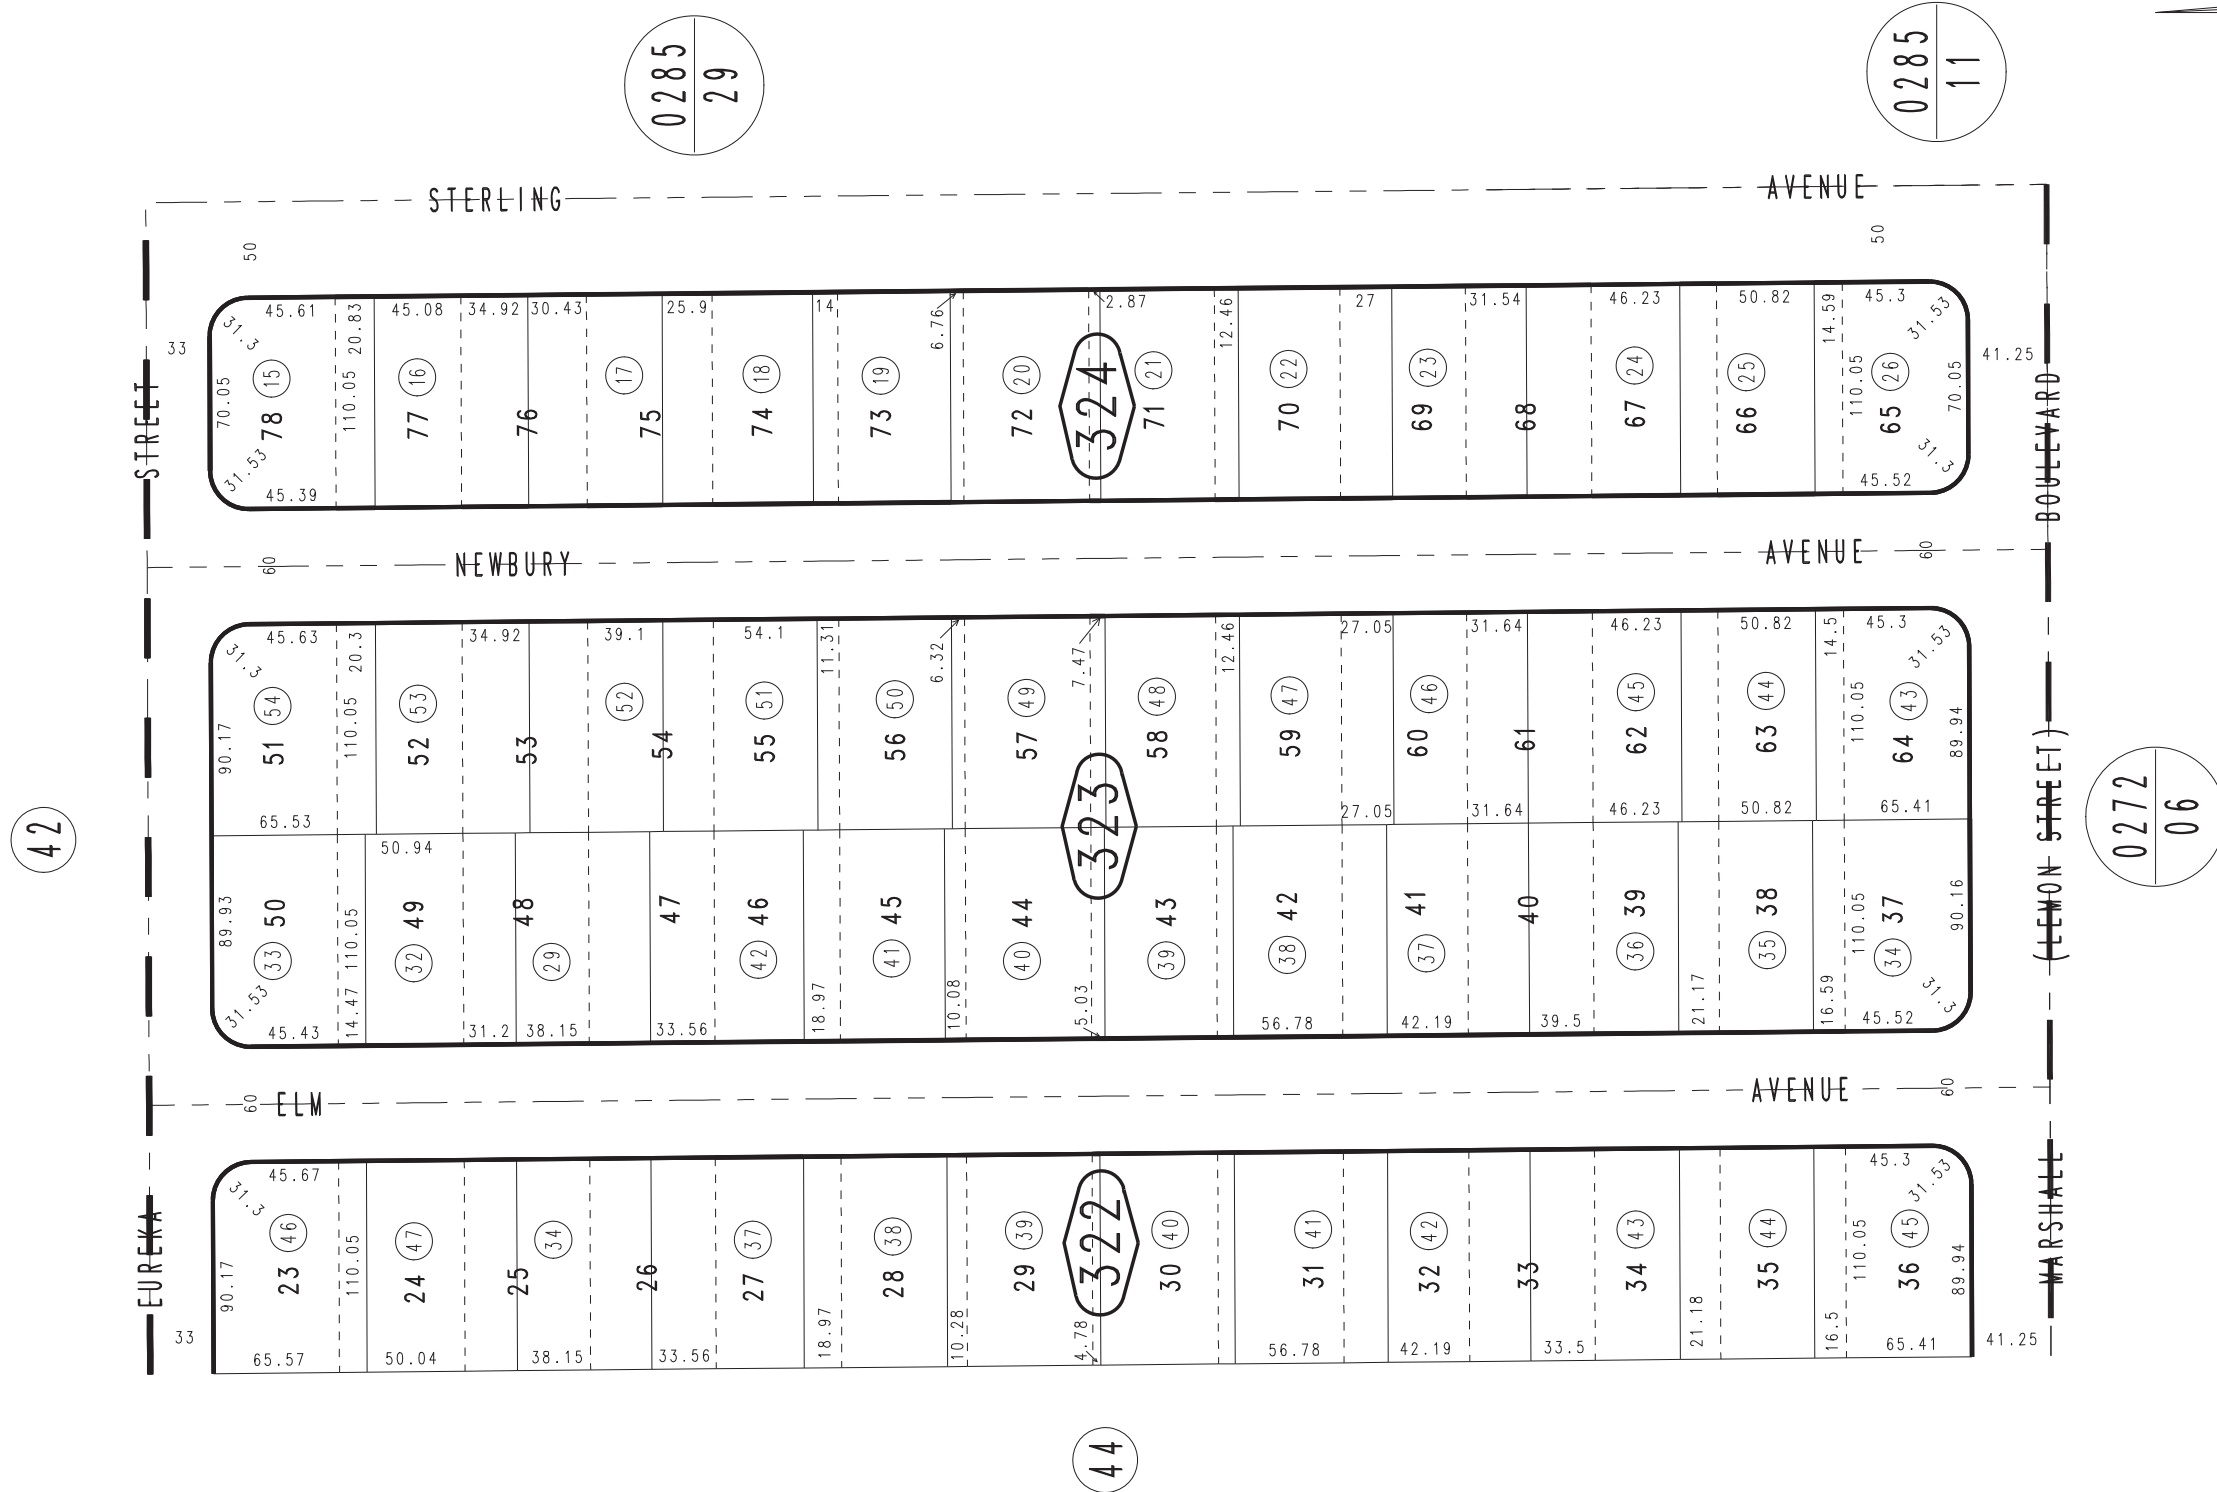 0285
29
0285
11
STERLING AVENUE
50 50
45.61 45.08 34.92 30.43 25.9 14 2.87 27 31.54 46.23 50.82 45.3
31.3 20.83 6.76 12.46 14.59 31.53
33 41.25
15 16 17 18 19 20 21 22 23 24 25 26
70.05 110.05 110.05 70.05
78 77 76 75 74 73 72 324 71 70 69 68 67 66 65
31.53 31.3
45.39 45.52
STREET
BOULEVARD
60 NEWBURY AVENUE 60
45.63 34.92 39.1 54.1 27.05 31.64 46.23 50.82 45.3
31.3 20.3 11.31 6.32 7.47 12.46 14.5 31.53
54 53 52 51 50 49 48 47 46 45 44 43
90.17 110.05 110.05 89.94
51 52 53 54 55 56 57 58 59 60 61 62 63 64
65.53 27.05 31.64 46.23 50.82 65.41
323
42
(LEMON STREET)
0272
06
50.94
89.93 110.05 110.05 90.16
50 49 48 47 46 45 44 43 42 41 40 39 38 37
33 32 29 42 41 40 39 38 37 36 35 34
31.53 14.47 18.97 10.08 5.03 21.17 16.59 31.3
45.43 31.2 38.15 33.56 56.78 42.19 39.5 45.52
60 ELM AVENUE 60
45.67 45.3
31.3 31.53
46 47 34 37 38 39 40 41 42 43 44 45
90.17 110.05 110.05 89.94
23 24 25 26 27 28 29 322 30 31 32 33 34 35 36
18.97 10.28 4.78 21.18 16.5
33 41.25
65.57 50.04 38.15 33.56 56.78 42.19 33.5 65.41
EUREKA
MARSHALL
44